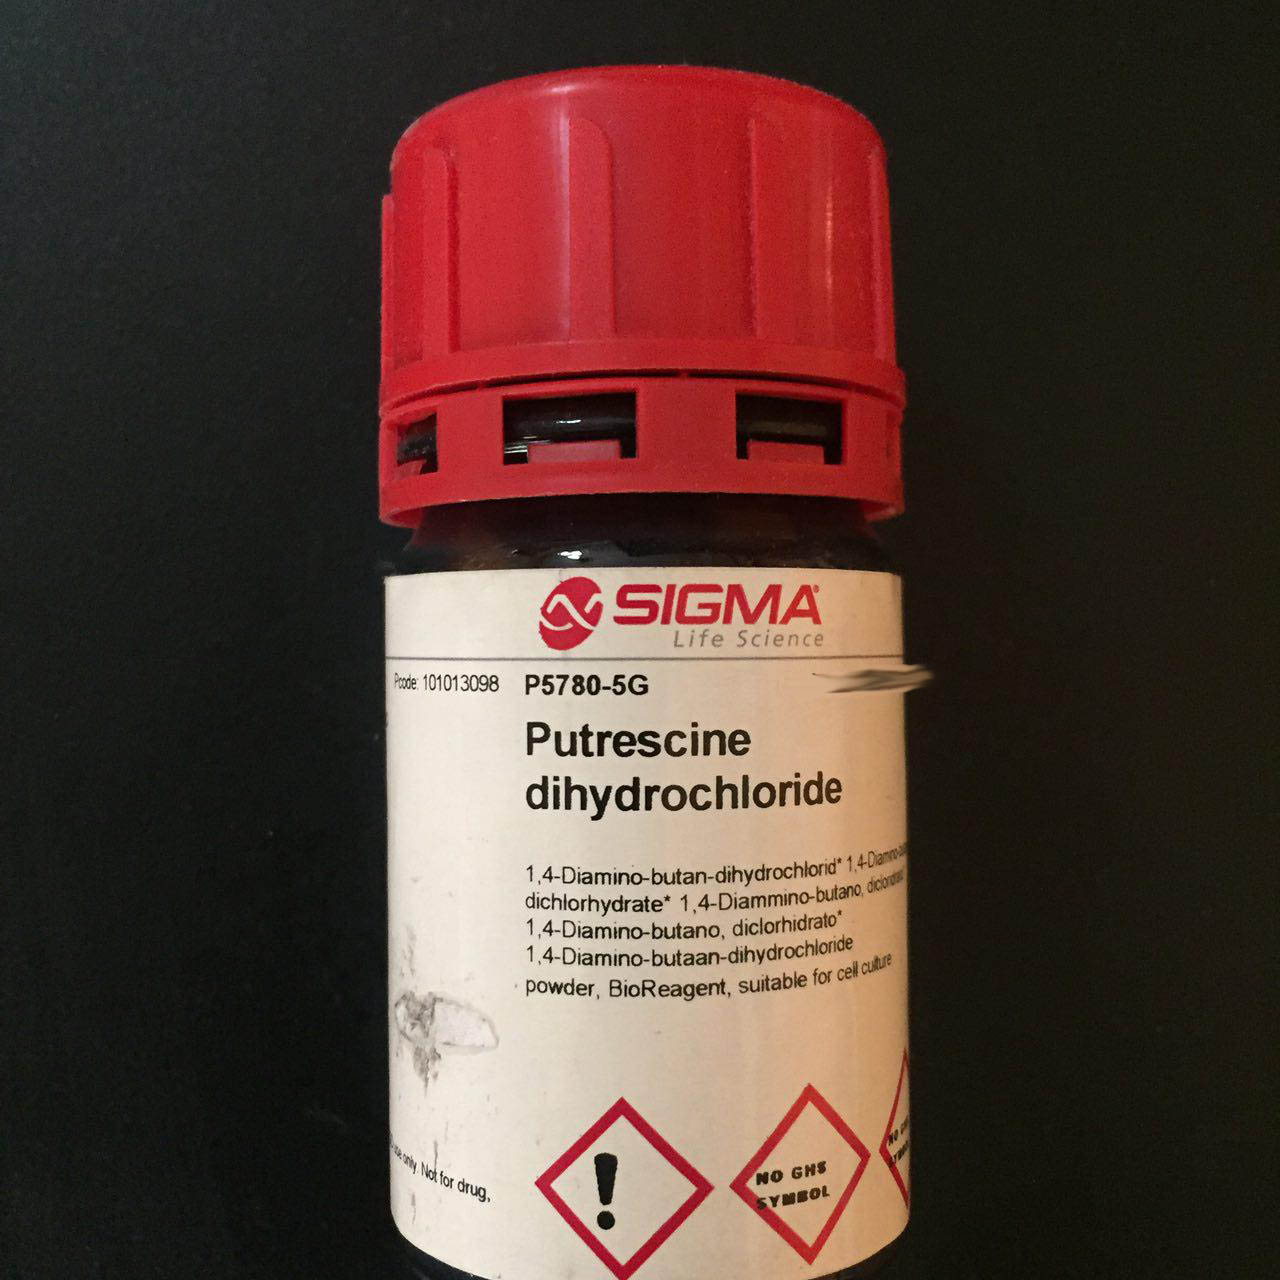 SIGMA®
Life Science
Pcode: 101013098 P5780-5G
Putrescine
dihydrochloride
1,4-Diamino-butan-dihydrochlorid* 1,4-Diamino-
dichlorhydrate* 1,4-Diammino-butano,
1,4-Diamino-butano, diclorhidrato*
1,4-Diamino-butaan-dihydrochloride
powder, BioReagent, suitable for cell culture
use only. Not for drug,
NO GHS
SYMBOL
NO